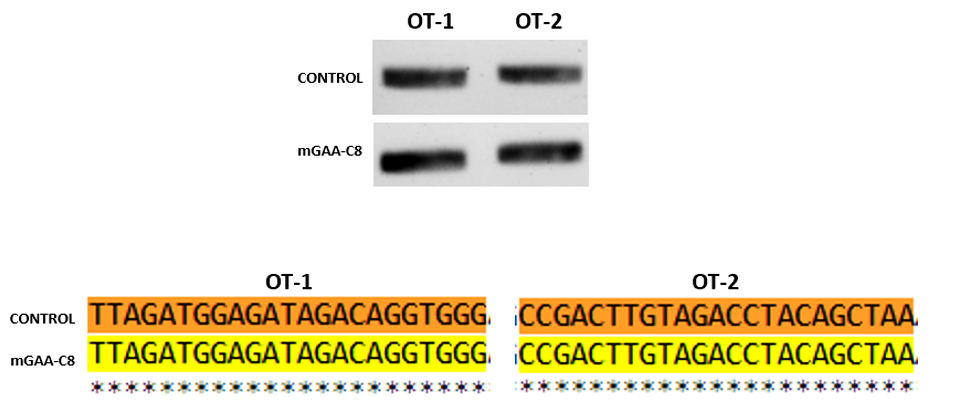 OT-1 OT-2
CONTROL
mGAA-C8
OT-1 OT-2
CONTROL TTAGATGGAGATAGACAGGTGGG CCGACTTGTAGACCTACAGCTAA
mGAA-C8 TTAGATGGAGATAGACAGGTGGG CCGACTTGTAGACCTACAGCTAA
*********************** ***********************